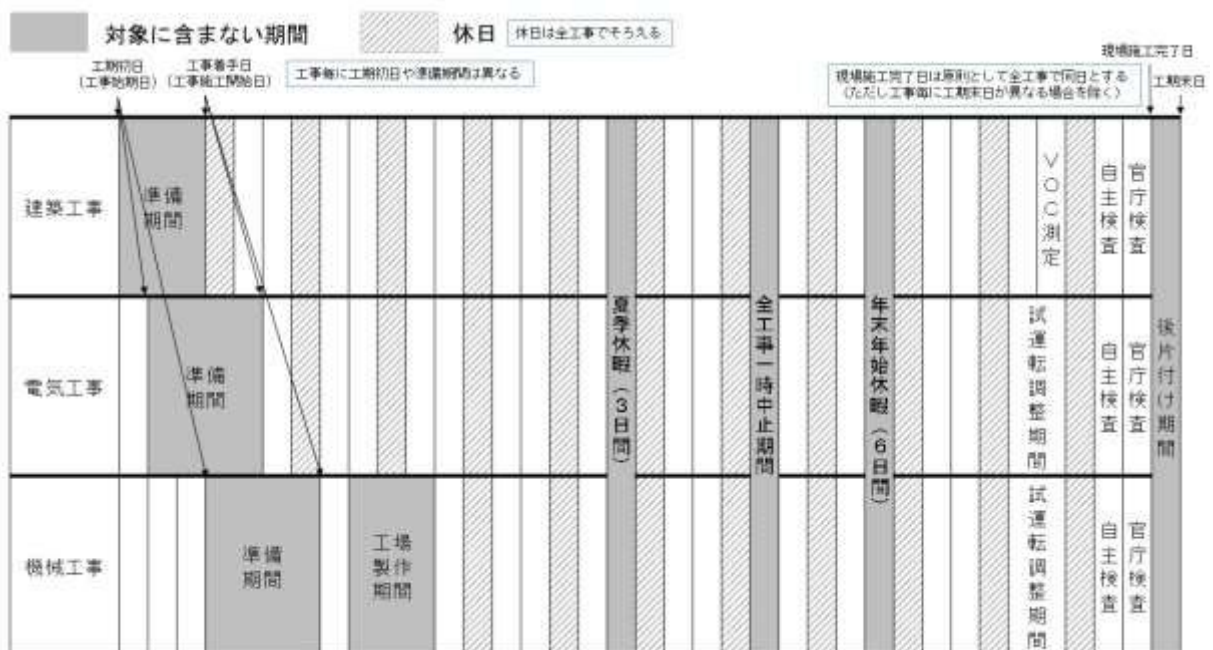 対象に含まない期間
休日
休日は全工事でそろえる
工期初日
(工事始期日)
工事着手日
(工事施工開始日)
工事毎に工期初日や準備期間は異なる
現場施工完了日は原則として全工事で同日とする
(ただし工事毎に工期末日が異なる場合を除く)
現場施工完了日
工期末日
建築工事
準備
期間
VOC測定
自主検査
官庁検査
電気工事
準備
期間
夏季休暇(3日間)
全工事一時中止期間
年末年始休暇(6日間)
試運転調整期間
自主検査
官庁検査
後片付け期間
機械工事
準備
期間
工場
製作
期間
試運転調整期間
自主検査
官庁検査